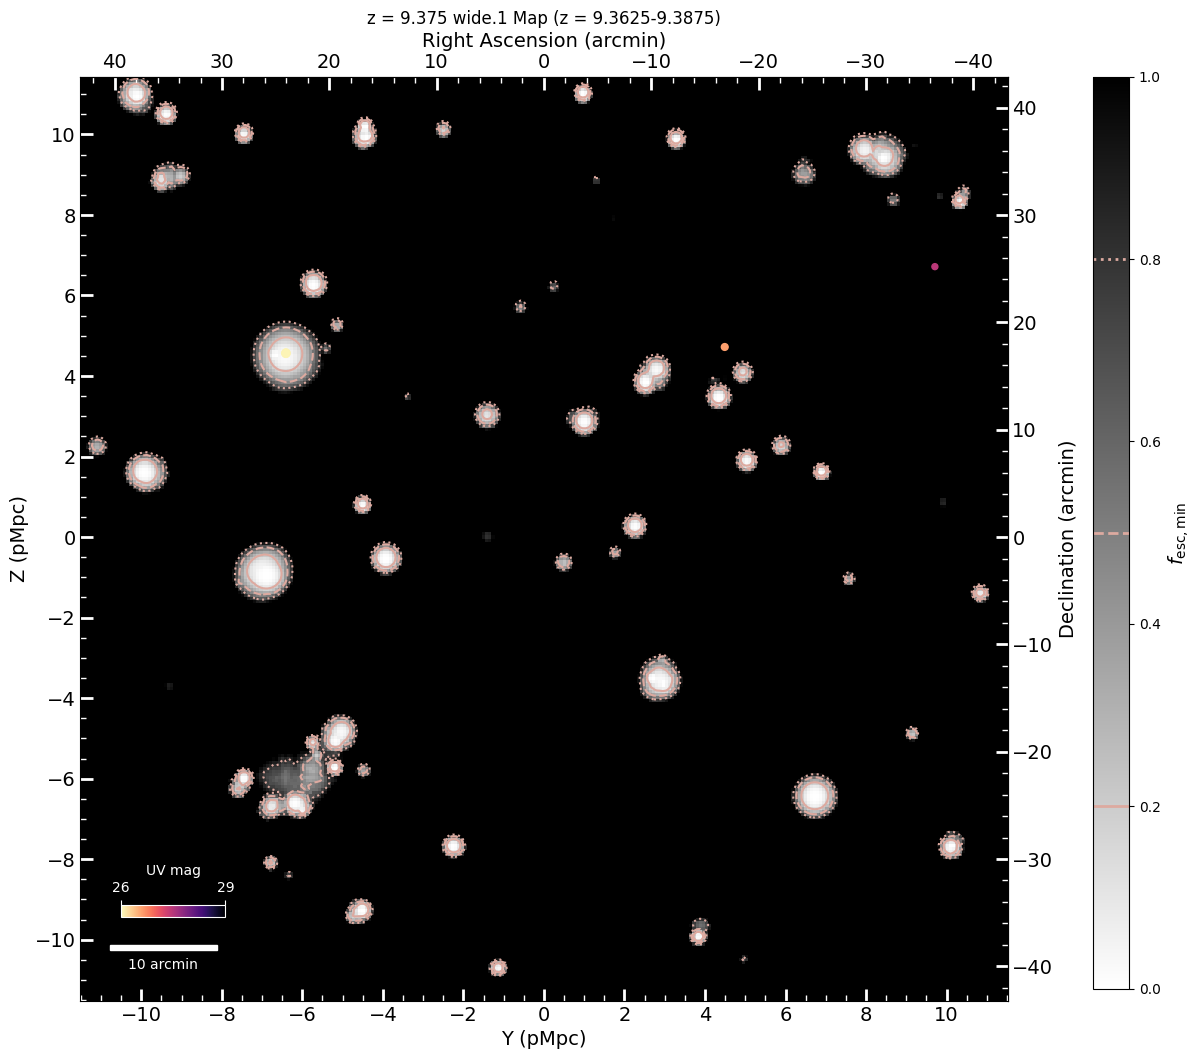 z = 9.375 wide.1 Map (z = 9.3625-9.3875)
Right Ascension (arcmin)
40 30 20 10 0 −10 −20 −30 −40
10
8
6
4
2
0
−2
−4
−6
−8
−10
Z (pMpc)
UV mag
26 29
10 arcmin
−10 −8 −6 −4 −2 0 2 4 6 8 10
Y (pMpc)
40
30
20
10
0
−10
−20
−30
−40
Declination (arcmin)
1.0
0.8
0.6
0.4
0.2
0.0
fesc,min